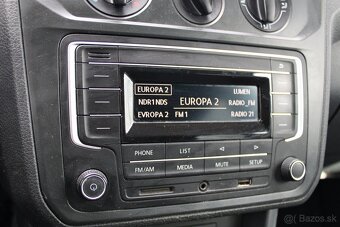 EUROPA 2
LUMEN
NDR1NDS
EUROPA 2
RADIO_FM
EVROPA 2
FM 1
RADIO 21
PHONE
LIST
MUTE
SETUP
FM/AM
MEDIA
bazos.sk